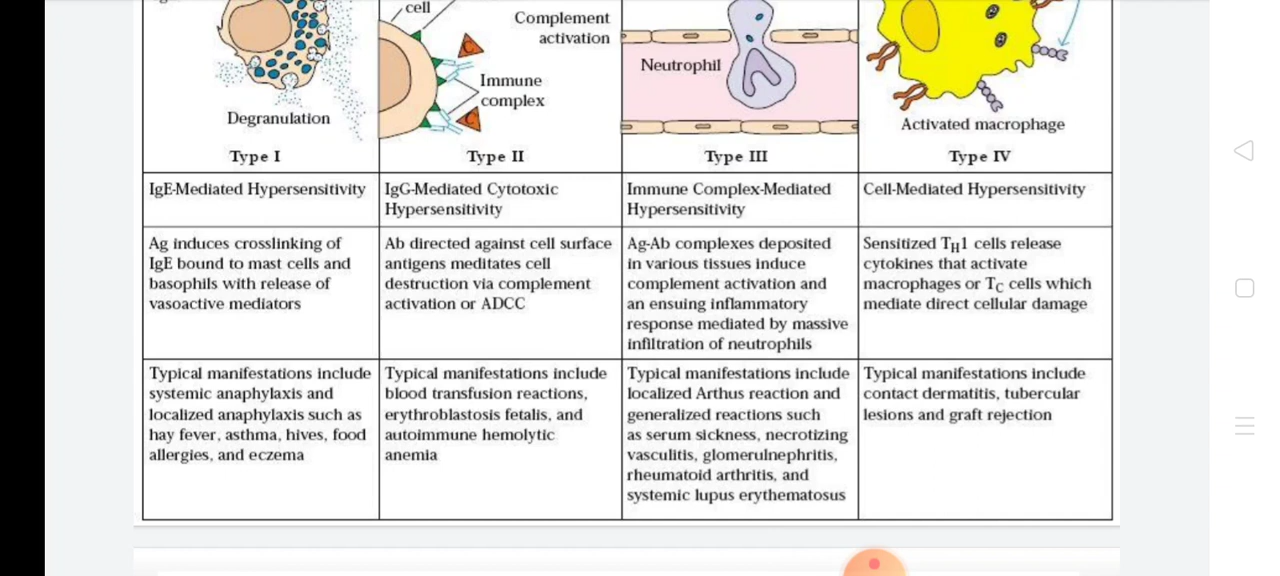 cell
Complement
activation
C
Immune
complex
C
Neutrophil
Degranulation
Activated macrophage
Type I
Type II
Type III
Type IV
IgE-Mediated Hypersensitivity
IgG-Mediated Cytotoxic
Hypersensitivity
Immune Complex-Mediated
Hypersensitivity
Cell-Mediated Hypersensitivity
Ag induces crosslinking of
IgE bound to mast cells and
basophils with release of
vasoactive mediators
Ab directed against cell surface
antigens meditates cell
destruction via complement
activation or ADCC
Ag-Ab complexes deposited
in various tissues induce
complement activation and
an ensuing inflammatory
response mediated by massive
infiltration of neutrophils
Sensitized TH1 cells release
cytokines that activate
macrophages or TC cells which
mediate direct cellular damage
Typical manifestations include
systemic anaphylaxis and
localized anaphylaxis such as
hay fever, asthma, hives, food
allergies, and eczema
Typical manifestations include
blood transfusion reactions,
erythroblastosis fetalis, and
autoimmune hemolytic
anemia
Typical manifestations include
localized Arthus reaction and
generalized reactions such
as serum sickness, necrotizing
vasculitis, glomerulnephritis,
rheumatoid arthritis, and
systemic lupus erythematosus
Typical manifestations include
contact dermatitis, tubercular
lesions and graft rejection